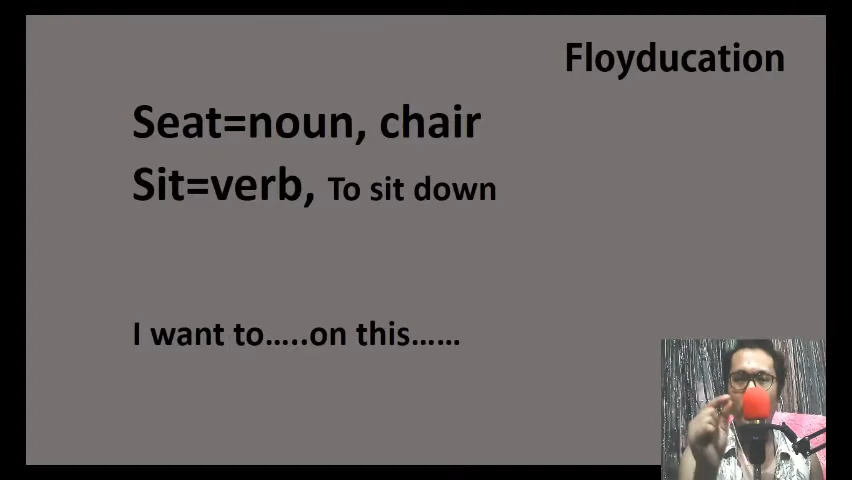 Floyducation
Seat=noun, chair
Sit=verb, To sit down
I want to…..on this……